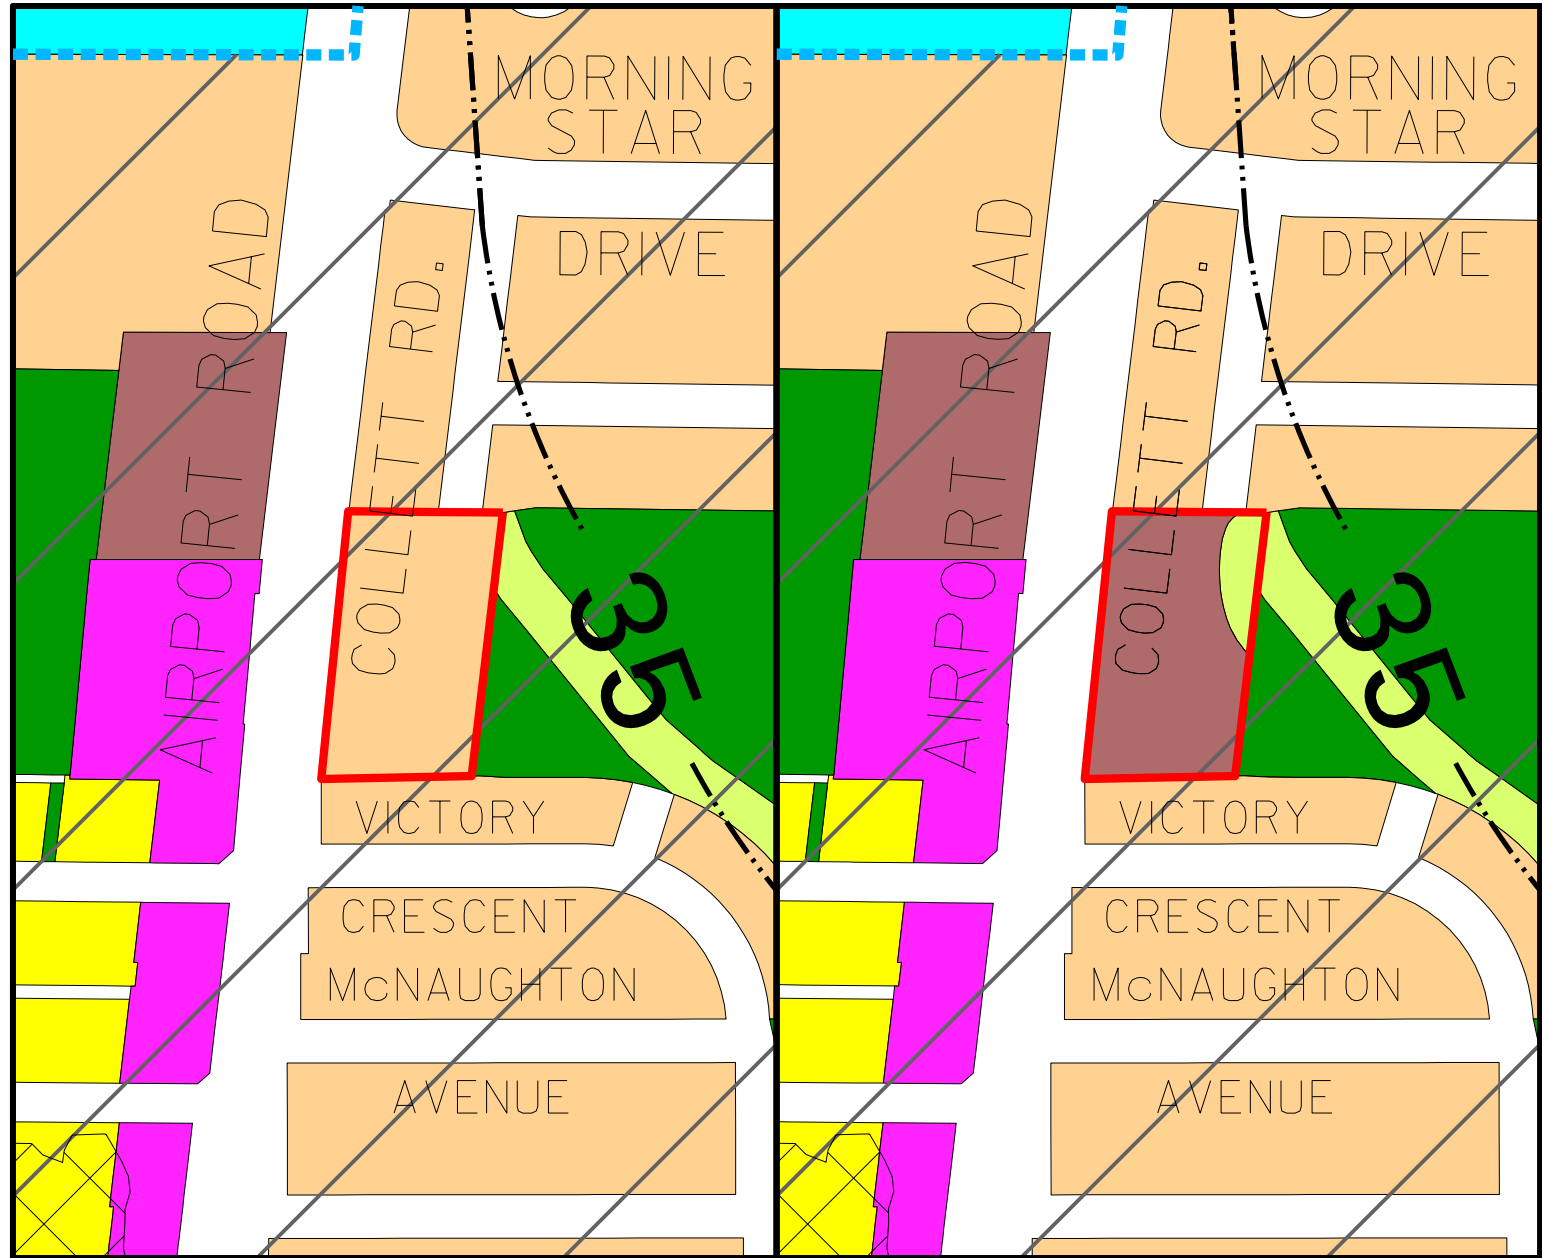 MORNING
STAR
DRIVE
COLLETT RD.
AIRPORT ROAD
35
VICTORY
CRESCENT
McNAUGHTON
AVENUE
MORNING
STAR
DRIVE
COLLETT RD.
AIRPORT ROAD
35
VICTORY
CRESCENT
McNAUGHTON
AVENUE